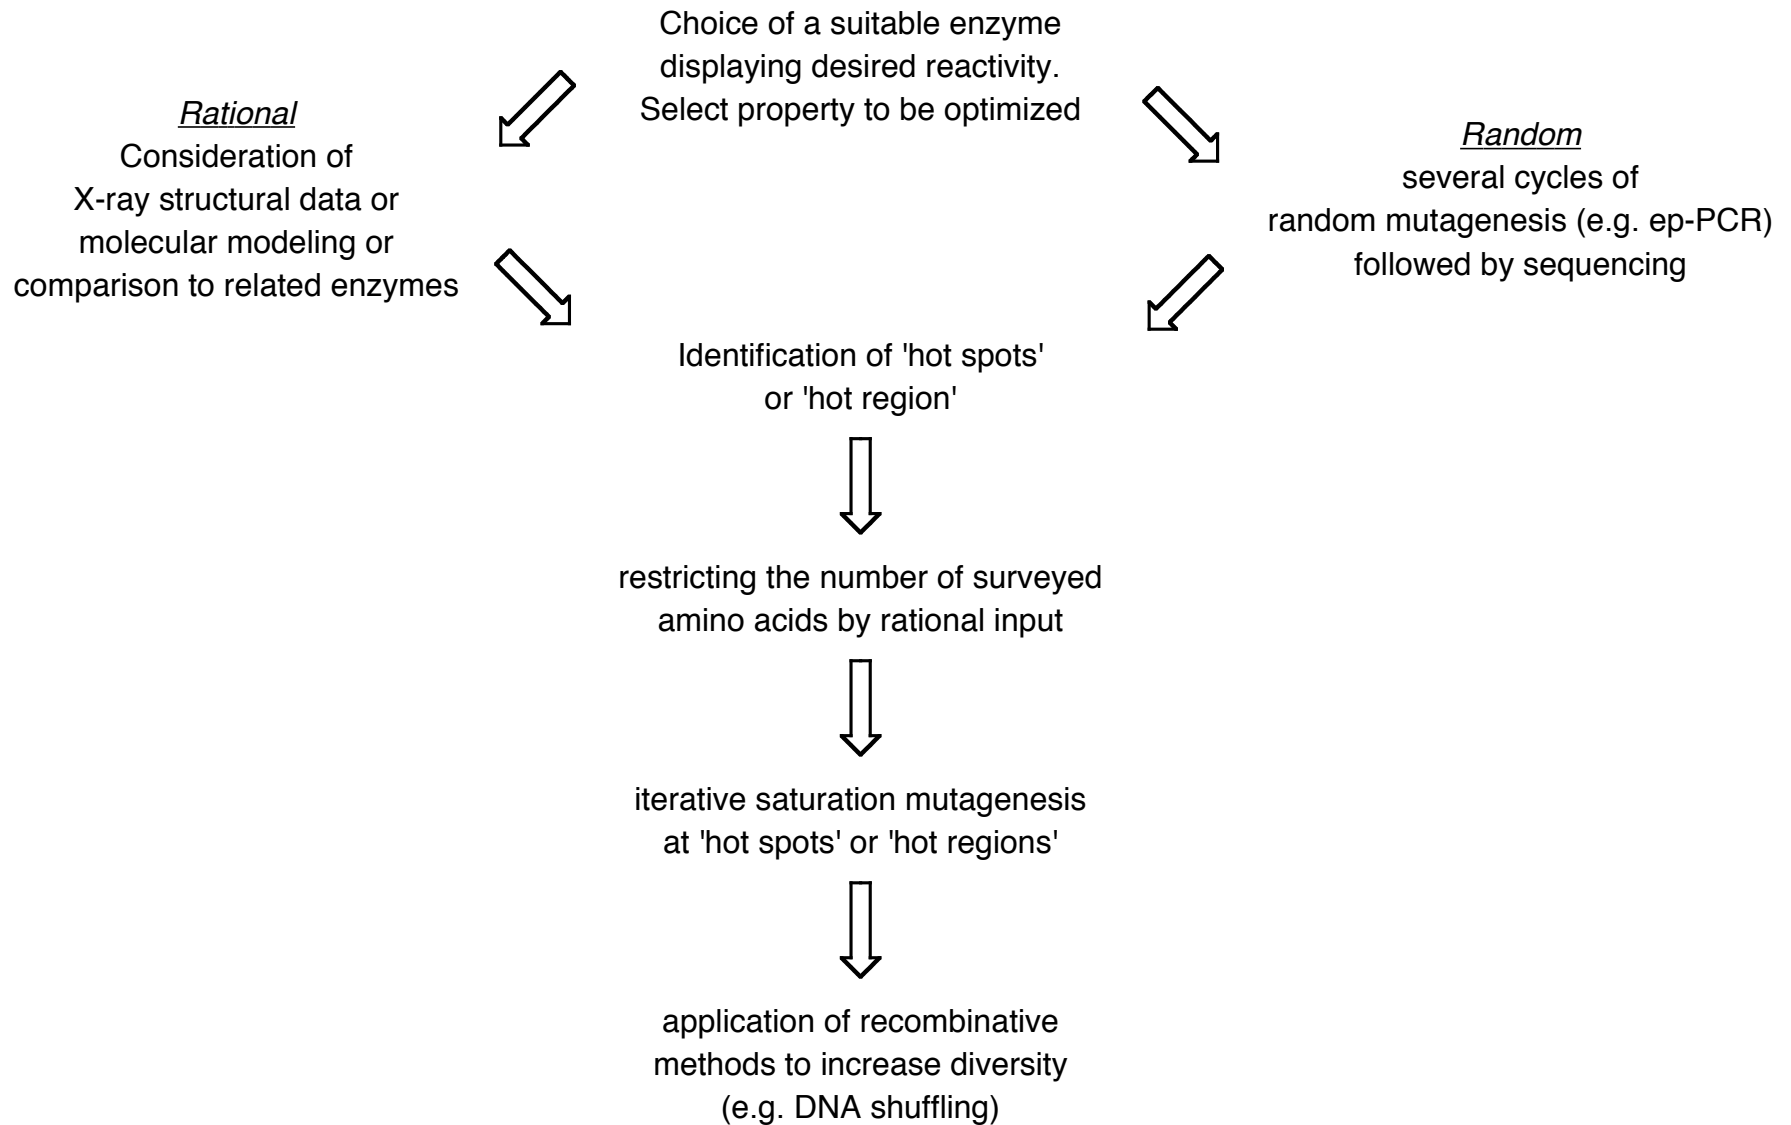 Choice of a suitable enzyme
displaying desired reactivity.
Select property to be optimized
Rational
Consideration of
X-ray structural data or
molecular modeling or
comparison to related enzymes
Random
several cycles of
random mutagenesis (e.g. ep-PCR)
followed by sequencing
Identification of 'hot spots'
or 'hot region'
restricting the number of surveyed
amino acids by rational input
iterative saturation mutagenesis
at 'hot spots' or 'hot regions'
application of recombinative
methods to increase diversity
(e.g. DNA shuffling)